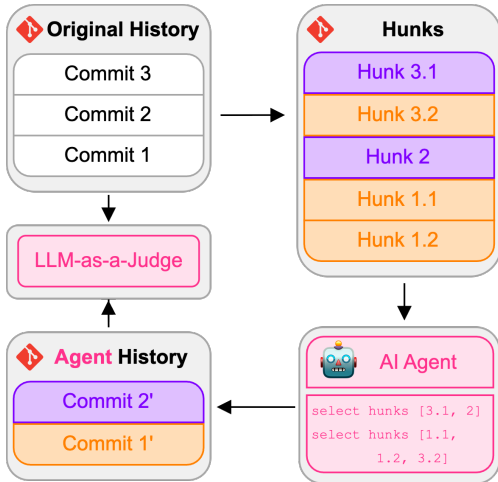 Original History
Commit 3
Commit 2
Commit 1
Hunks
Hunk 3.1
Hunk 3.2
Hunk 2
Hunk 1.1
Hunk 1.2
LLM-as-a-Judge
Agent History
Commit 2'
Commit 1'
AI Agent
select hunks [3.1, 2]
select hunks [1.1,
1.2, 3.2]